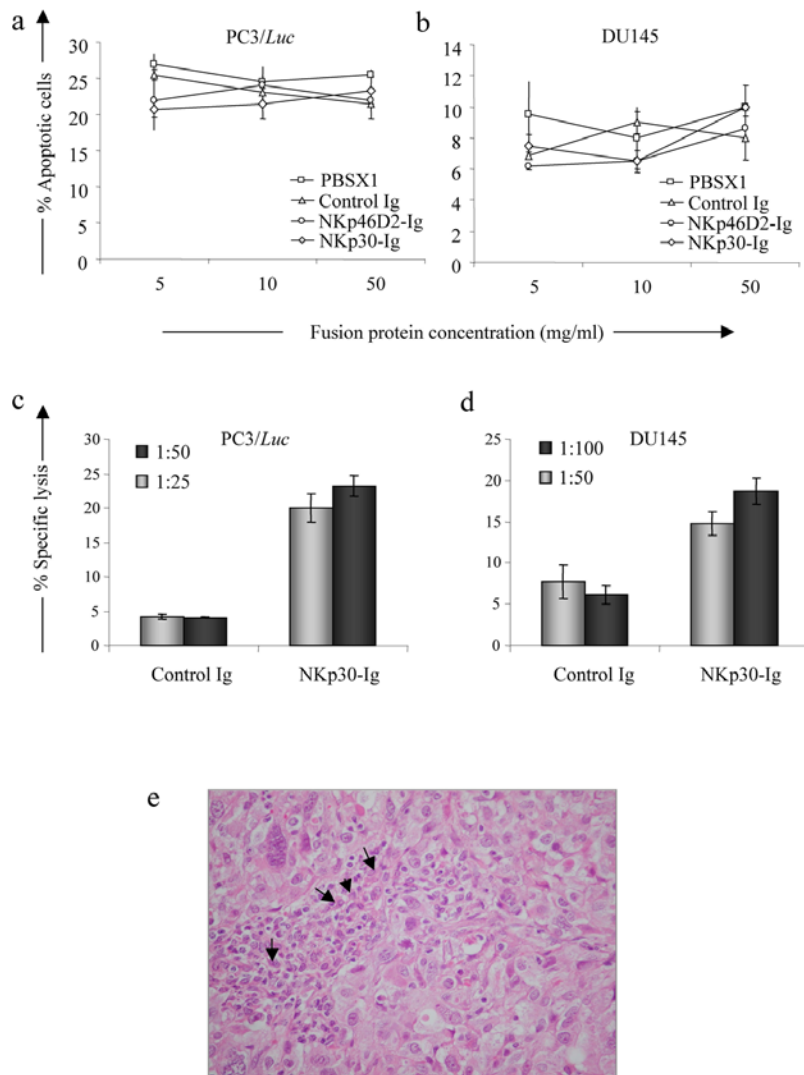 a
PC3/Luc
% Apoptotic cells
30
25
20
15
10
5
0
PBSX1
Control Ig
NKp46D2-Ig
NKp30-Ig
5 10 50
b
DU145
14
12
10
8
6
4
2
0
PBSX1
Control Ig
NKp46D2-Ig
NKp30-Ig
5 10 50
Fusion protein concentration (mg/ml)
c
PC3/Luc
% Specific lysis
30
25
20
15
10
5
0
1:50
1:25
Control Ig NKp30-Ig
d
DU145
25
20
15
10
5
0
1:100
1:50
Control Ig NKp30-Ig
e